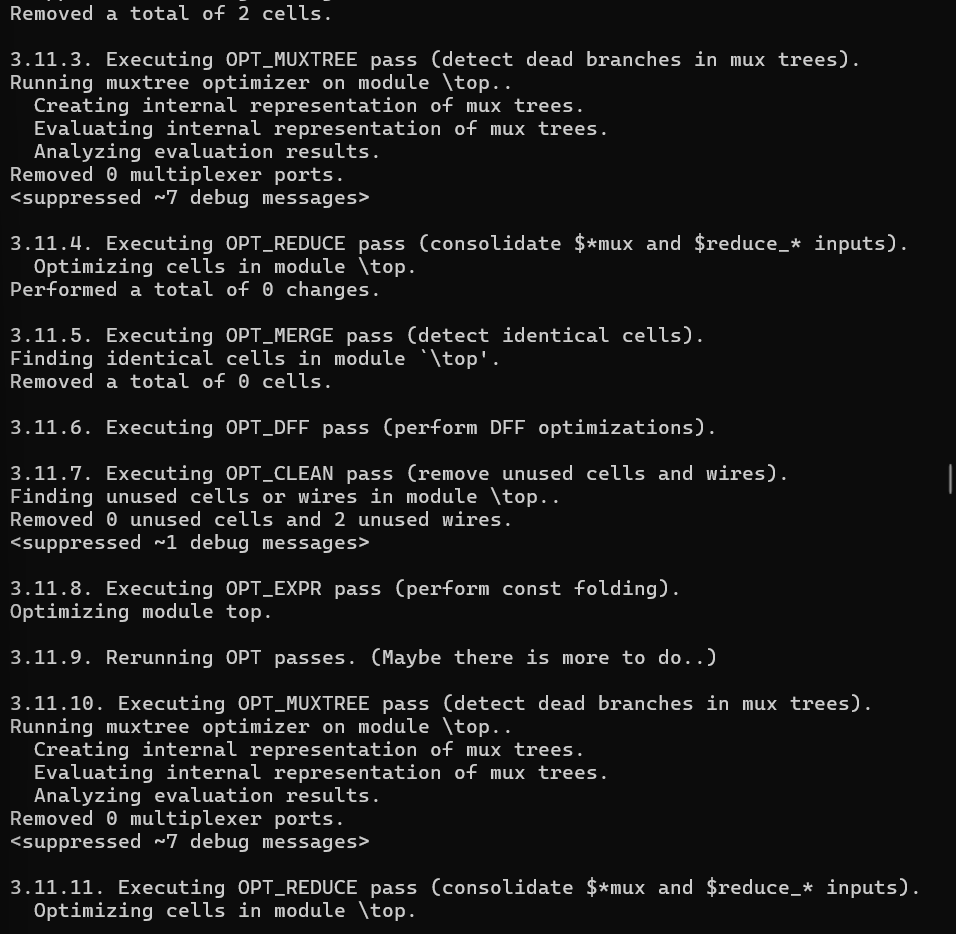 Removed a total of 2 cells.
3.11.3. Executing OPT_MUXTREE pass (detect dead branches in mux trees).
Running muxtree optimizer on module \top..
  Creating internal representation of mux trees.
  Evaluating internal representation of mux trees.
  Analyzing evaluation results.
Removed 0 multiplexer ports.
<suppressed ~7 debug messages>
3.11.4. Executing OPT_REDUCE pass (consolidate $*mux and $reduce_* inputs).
  Optimizing cells in module \top.
Performed a total of 0 changes.
3.11.5. Executing OPT_MERGE pass (detect identical cells).
Finding identical cells in module `\top'.
Removed a total of 0 cells.
3.11.6. Executing OPT_DFF pass (perform DFF optimizations).
3.11.7. Executing OPT_CLEAN pass (remove unused cells and wires).
Finding unused cells or wires in module \top..
Removed 0 unused cells and 2 unused wires.
<suppressed ~1 debug messages>
3.11.8. Executing OPT_EXPR pass (perform const folding).
Optimizing module top.
3.11.9. Rerunning OPT passes. (Maybe there is more to do..)
3.11.10. Executing OPT_MUXTREE pass (detect dead branches in mux trees).
Running muxtree optimizer on module \top..
  Creating internal representation of mux trees.
  Evaluating internal representation of mux trees.
  Analyzing evaluation results.
Removed 0 multiplexer ports.
<suppressed ~7 debug messages>
3.11.11. Executing OPT_REDUCE pass (consolidate $*mux and $reduce_* inputs).
  Optimizing cells in module \top.